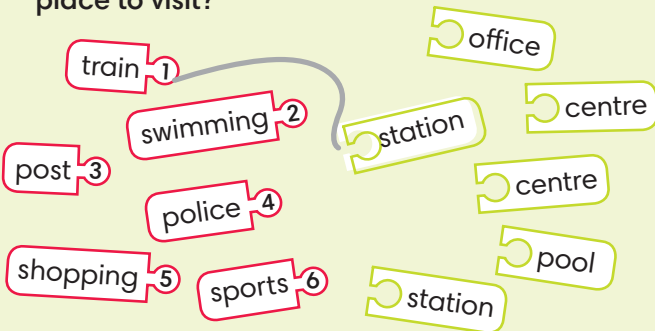 place to visit?
train 1
swimming 2
post 3
police 4
shopping 5
sports 6
office
centre
station
centre
pool
station